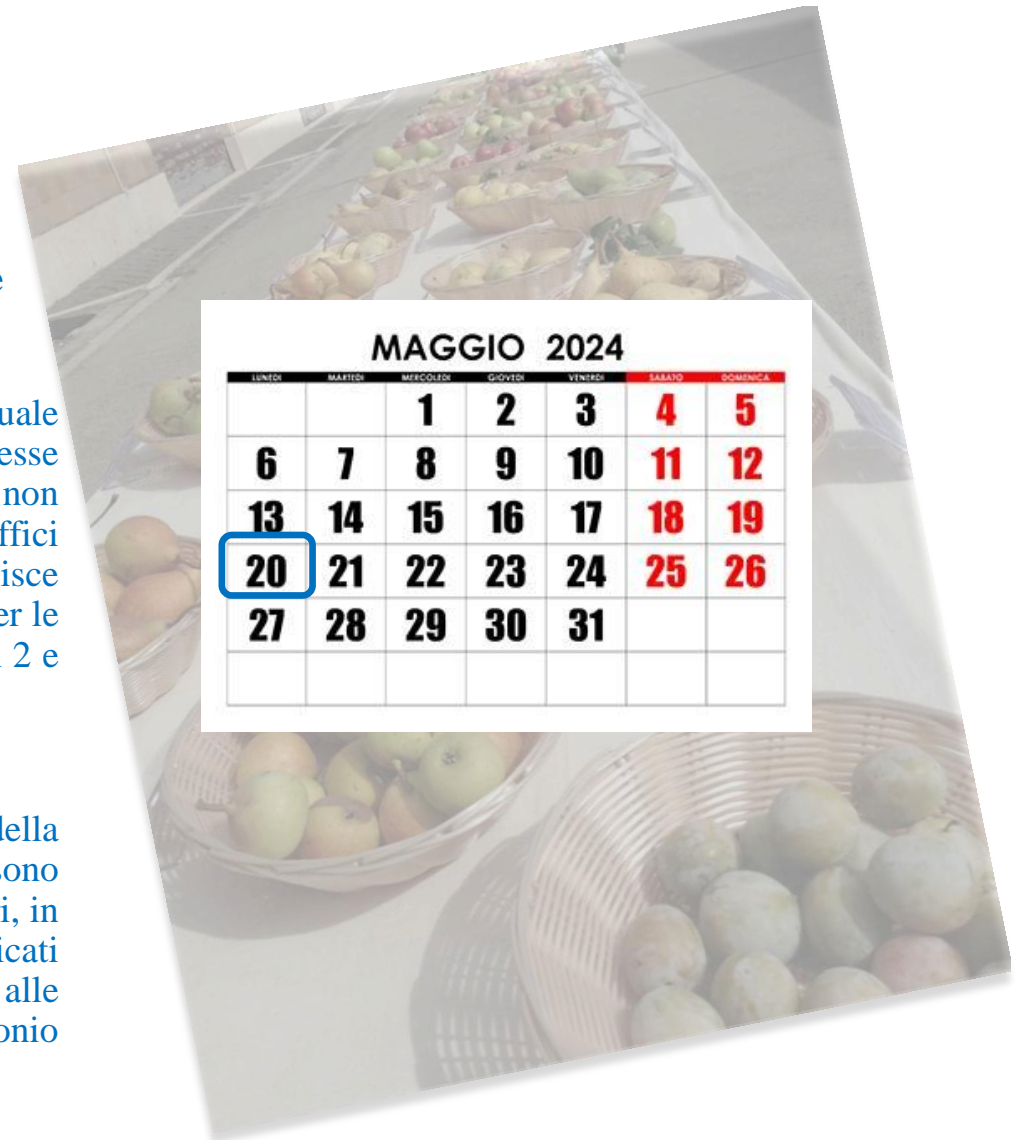 e
uale
esse
non
ffici
isce
er le
2 e
della
sono
ri, in
icati
alle
onio
MAGGIO 2024
LUNEDI MARTEDI MERCOLEDI GIOVEDI VENERDI SABATO DOMENICA
1 2 3 4 5
6 7 8 9 10 11 12
13 14 15 16 17 18 19
20 21 22 23 24 25 26
27 28 29 30 31